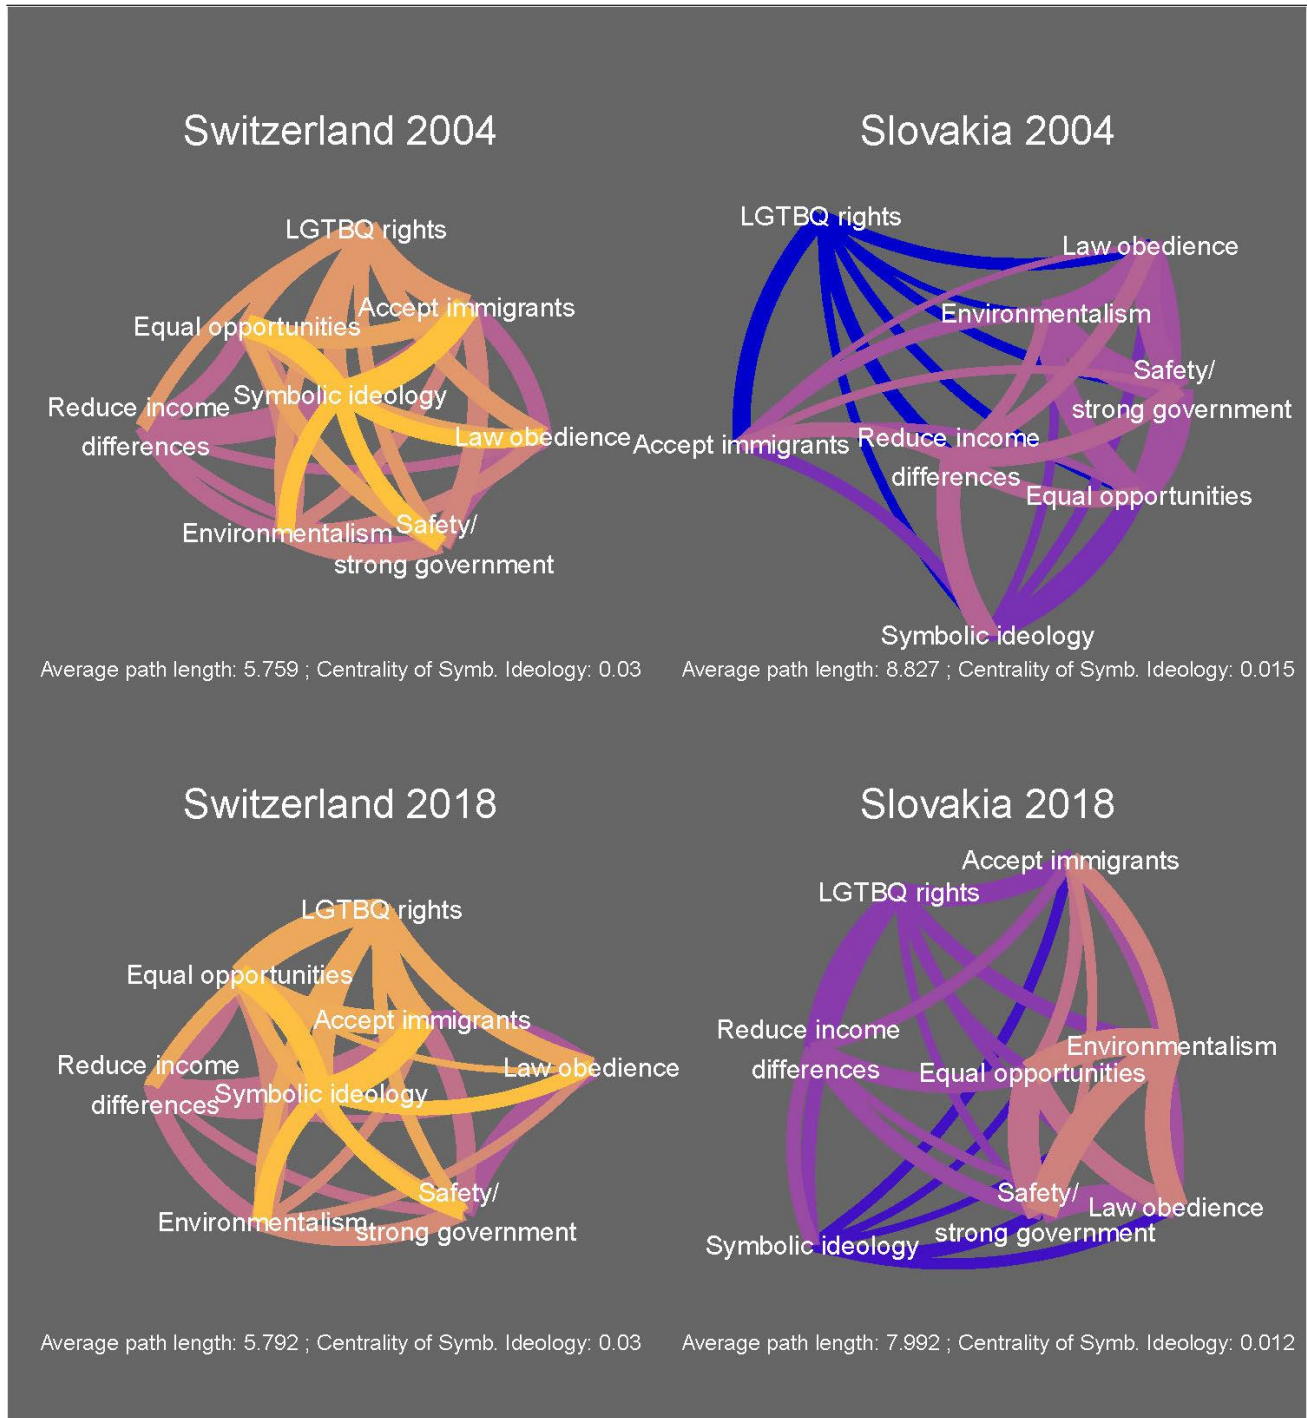 Switzerland 2004
LGTBQ rights
Accept immigrants
Equal opportunities
Symbolic ideology
Reduce income
differences
Law obedience
Environmentalism
Safety/
strong government
Average path length: 5.759 ; Centrality of Symb. Ideology: 0.03
Slovakia 2004
LGTBQ rights
Law obedience
Environmentalism
Safety/
strong government
Accept immigrants
Reduce income
differences
Equal opportunities
Symbolic ideology
Average path length: 8.827 ; Centrality of Symb. Ideology: 0.015
Switzerland 2018
LGTBQ rights
Equal opportunities
Accept immigrants
Reduce income
differences
Law obedience
Symbolic ideology
Safety/
strong government
Environmentalism
Average path length: 5.792 ; Centrality of Symb. Ideology: 0.03
Slovakia 2018
Accept immigrants
LGTBQ rights
Reduce income
differences
Environmentalism
Equal opportunities
Safety/
strong government
Law obedience
Symbolic ideology
Average path length: 7.992 ; Centrality of Symb. Ideology: 0.012